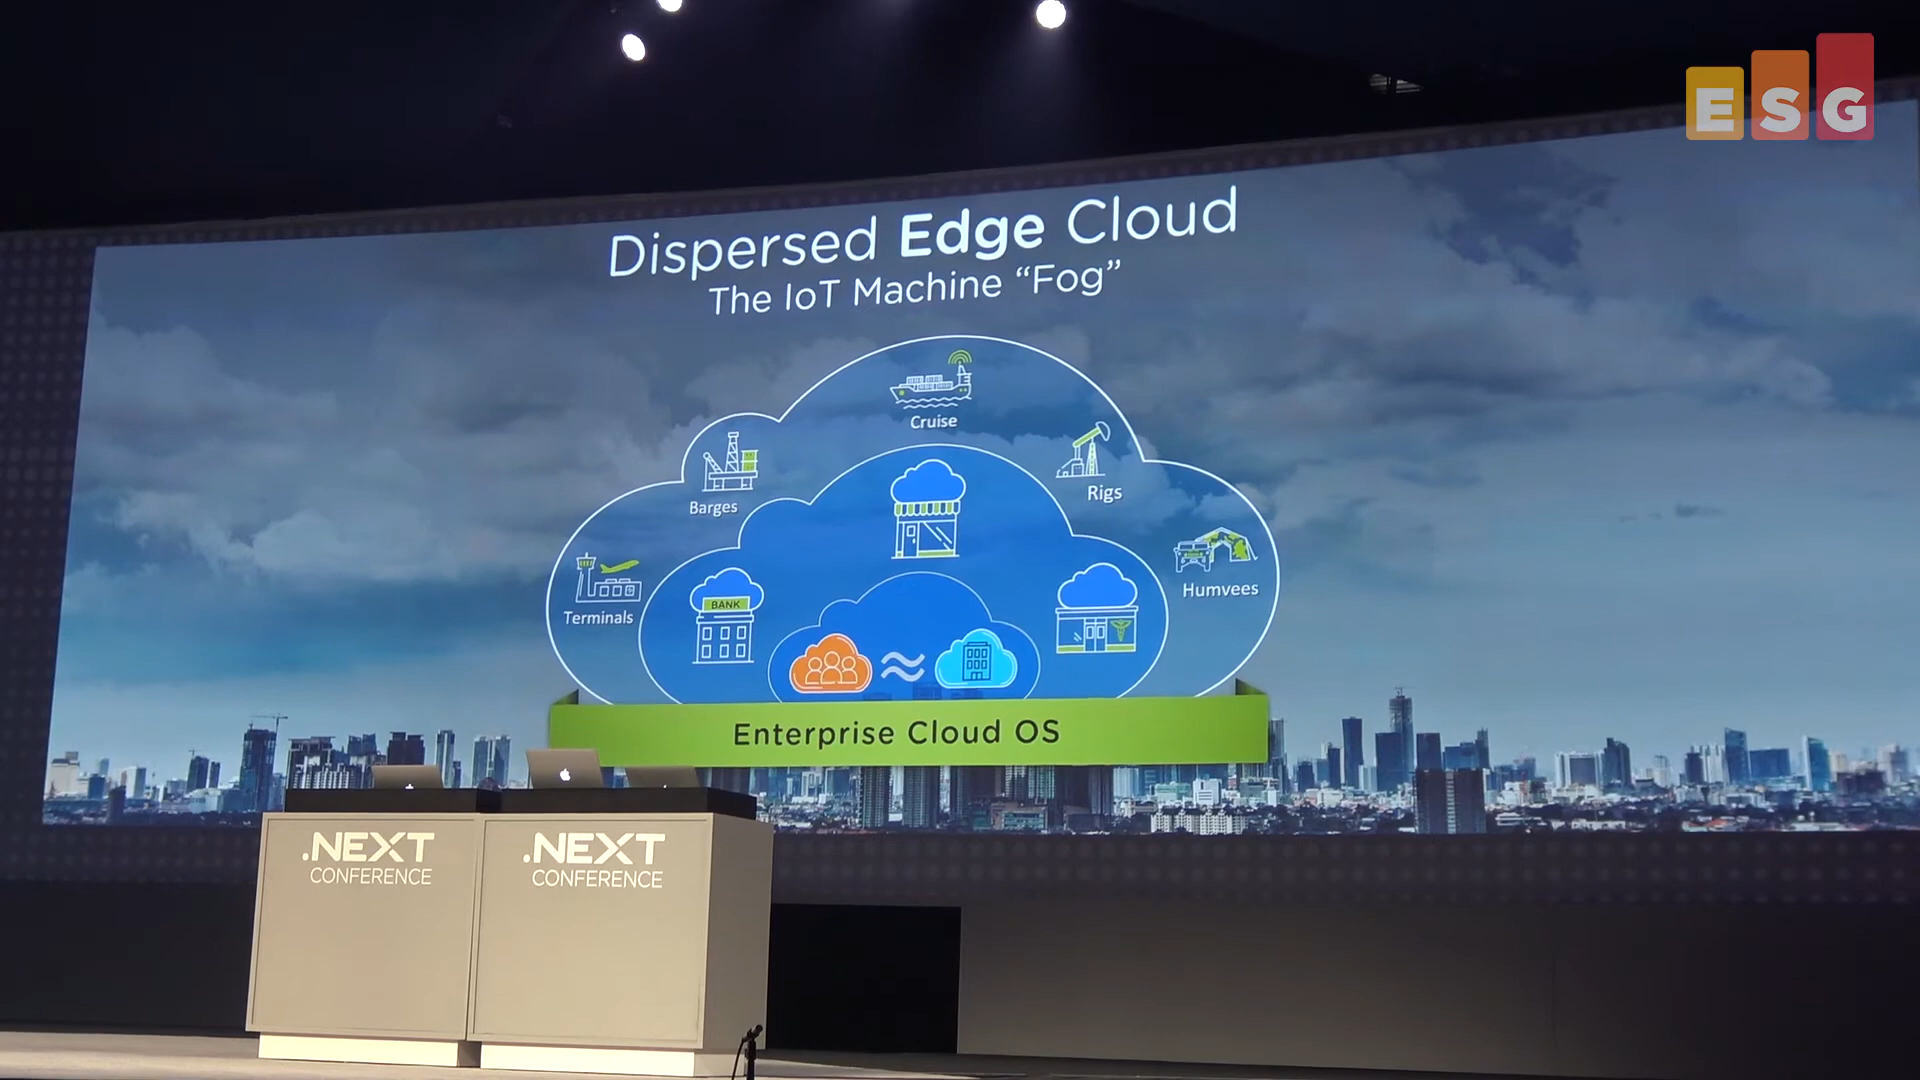 ESG
Dispersed Edge Cloud
The IoT Machine “Fog”
Cruise
Barges
Rigs
Terminals
Humvees
BANK
Enterprise Cloud OS
.NEXT
CONFERENCE
.NEXT
CONFERENCE